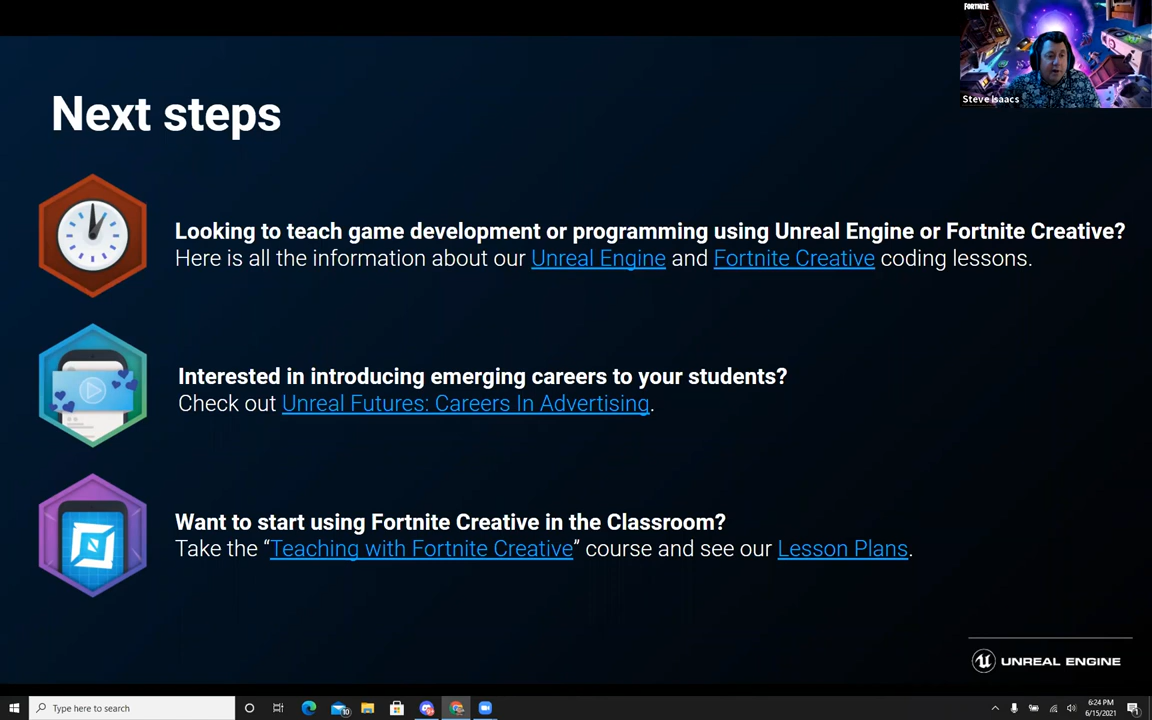 FORTNITE
Steve Isaacs
Next steps
Looking to teach game development or programming using Unreal Engine or Fortnite Creative?
Here is all the information about our Unreal Engine and Fortnite Creative coding lessons.
Interested in introducing emerging careers to your students?
Check out Unreal Futures: Careers In Advertising.
Want to start using Fortnite Creative in the Classroom?
Take the “Teaching with Fortnite Creative” course and see our Lesson Plans.
UNREAL ENGINE
Type here to search
10
6:24 PM
6/15/2021
1